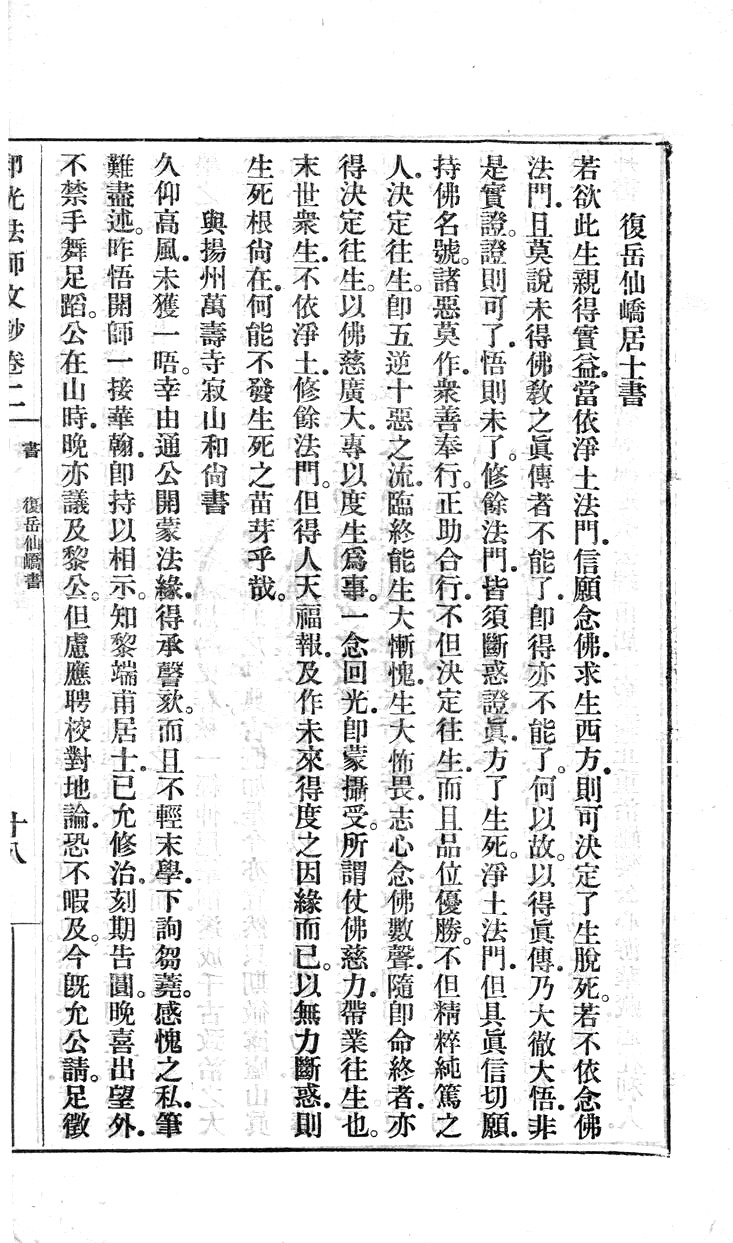 復岳仙嶠居士書
若欲此生親得實益.當依淨土法門.信願念佛.求生西方.則可決定了生脫死.若不依念佛
法門.且莫說未得佛敎之眞傳者不能了.卽得亦不能了。何以故。以得眞傳.乃大徹大悟.非
是實證.證則可了.悟則未了。修餘法門.皆須斷惑證眞.方了生死。淨土法門.但具眞信切願.
持佛名號.諸惡莫作.衆善奉行.正助合行.不但決定往生.而且品位優勝。不但精粹純篤之
人.決定往生。卽五逆十惡之流.臨終能生大慚愧.生大怖畏.志心念佛數聲.隨卽命終者.亦
得決定往生。以佛慈廣大.專以度生爲事。一念回光.卽蒙攝受。所謂仗佛慈力.帶業往生也。
末世衆生.不依淨土.修餘法門.但得人天福報.及作未來得度之因緣而已。以無力斷惑.則
生死根尙在.何能不發生死之苗芽乎哉。
與揚州萬壽寺寂山和尙書
久仰高風.未獲一晤。幸由通公開蒙法緣.得承謦欬。而且不輕末學.下詢芻蕘。感愧之私.筆
難盡述。昨悟開師一接華翰.卽持以相示。知黎端甫居士.已允修治.刻期告圓。晚喜出望外.
不禁手舞足蹈。公在山時.晚亦議及黎公。但慮應聘校對地論.恐不暇及。今旣允公請。足徵
印光法師文鈔卷二
書
復岳仙嶠書
十八